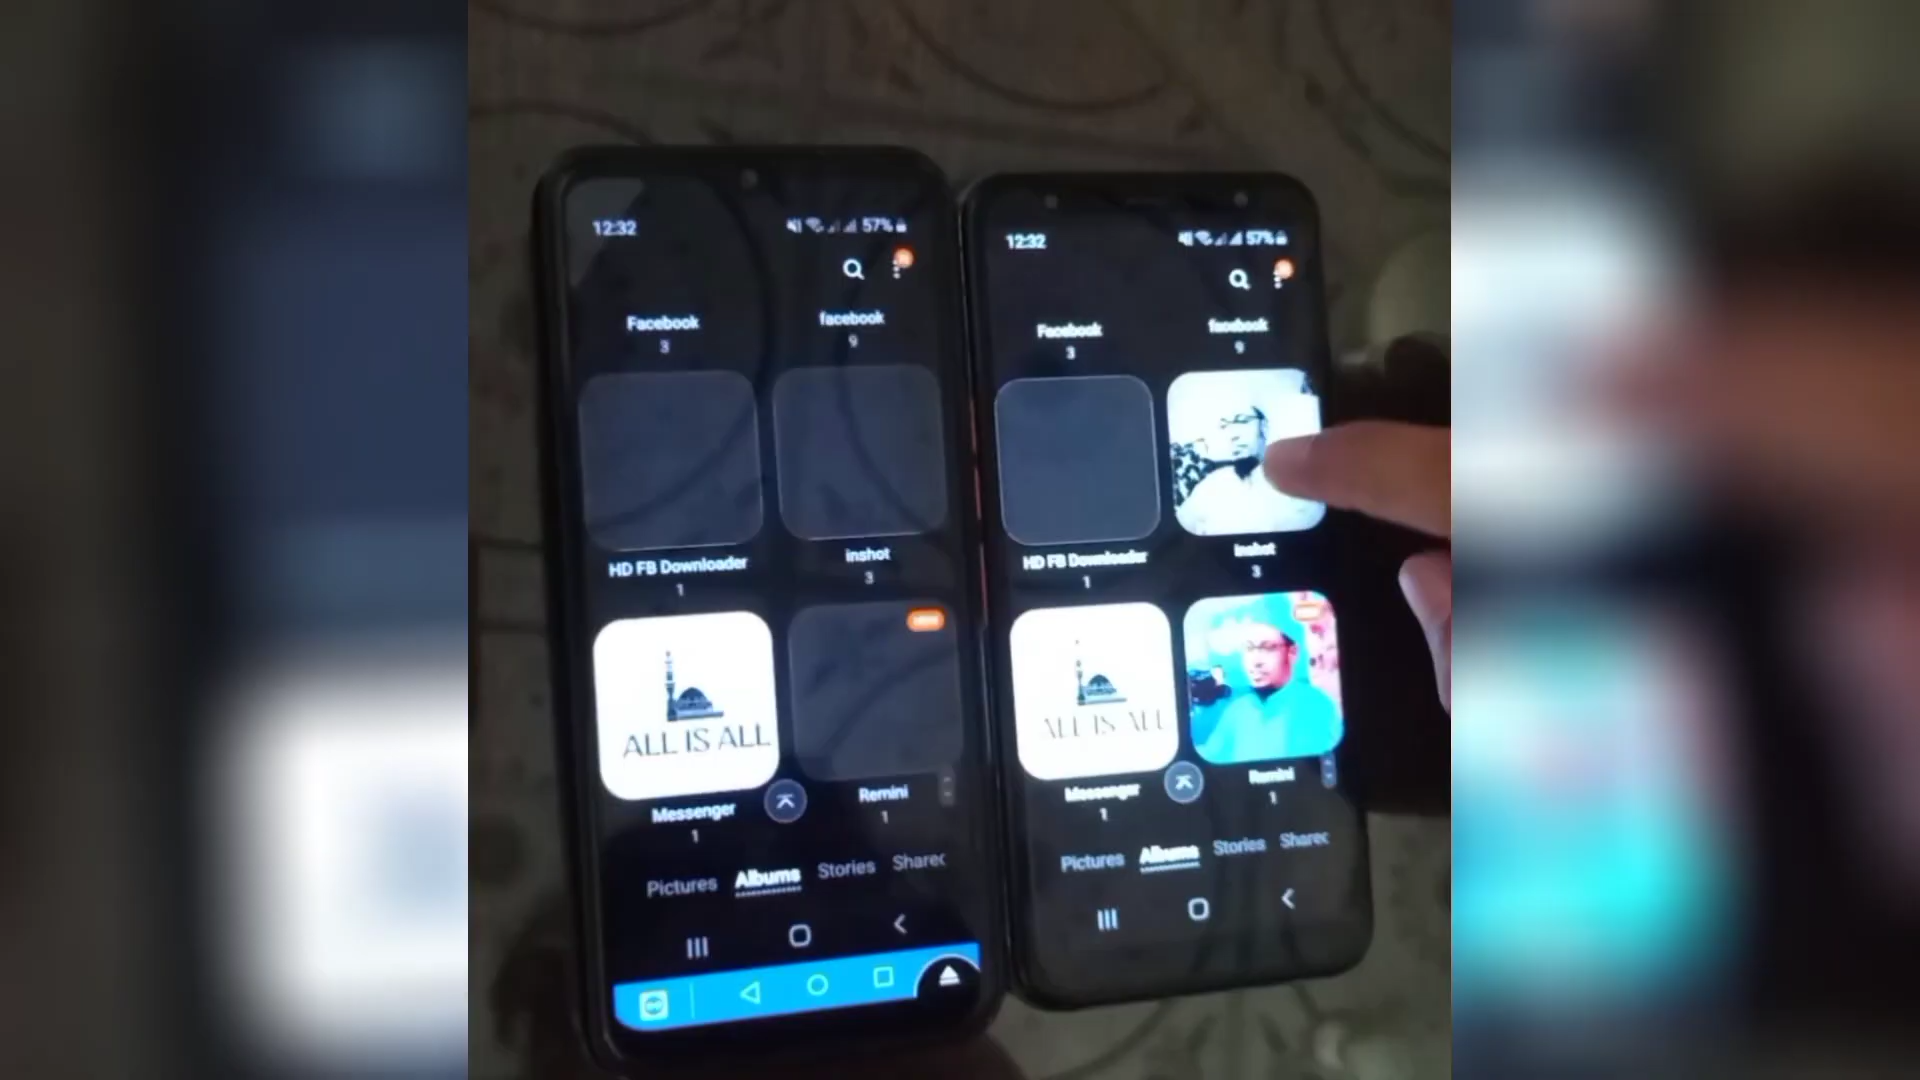 12:32
57%
Facebook
3
facebook
9
HD FB Downloader
1
inshot
3
ALL IS ALL
Messenger
1
Remini
1
Pictures
Albums
Stories
Shared
12:32
57%
Facebook
3
facebook
9
HD FB Downloader
1
inshot
3
ALL IS ALL
Messenger
1
Remini
1
Pictures
Albums
Stories
Shared